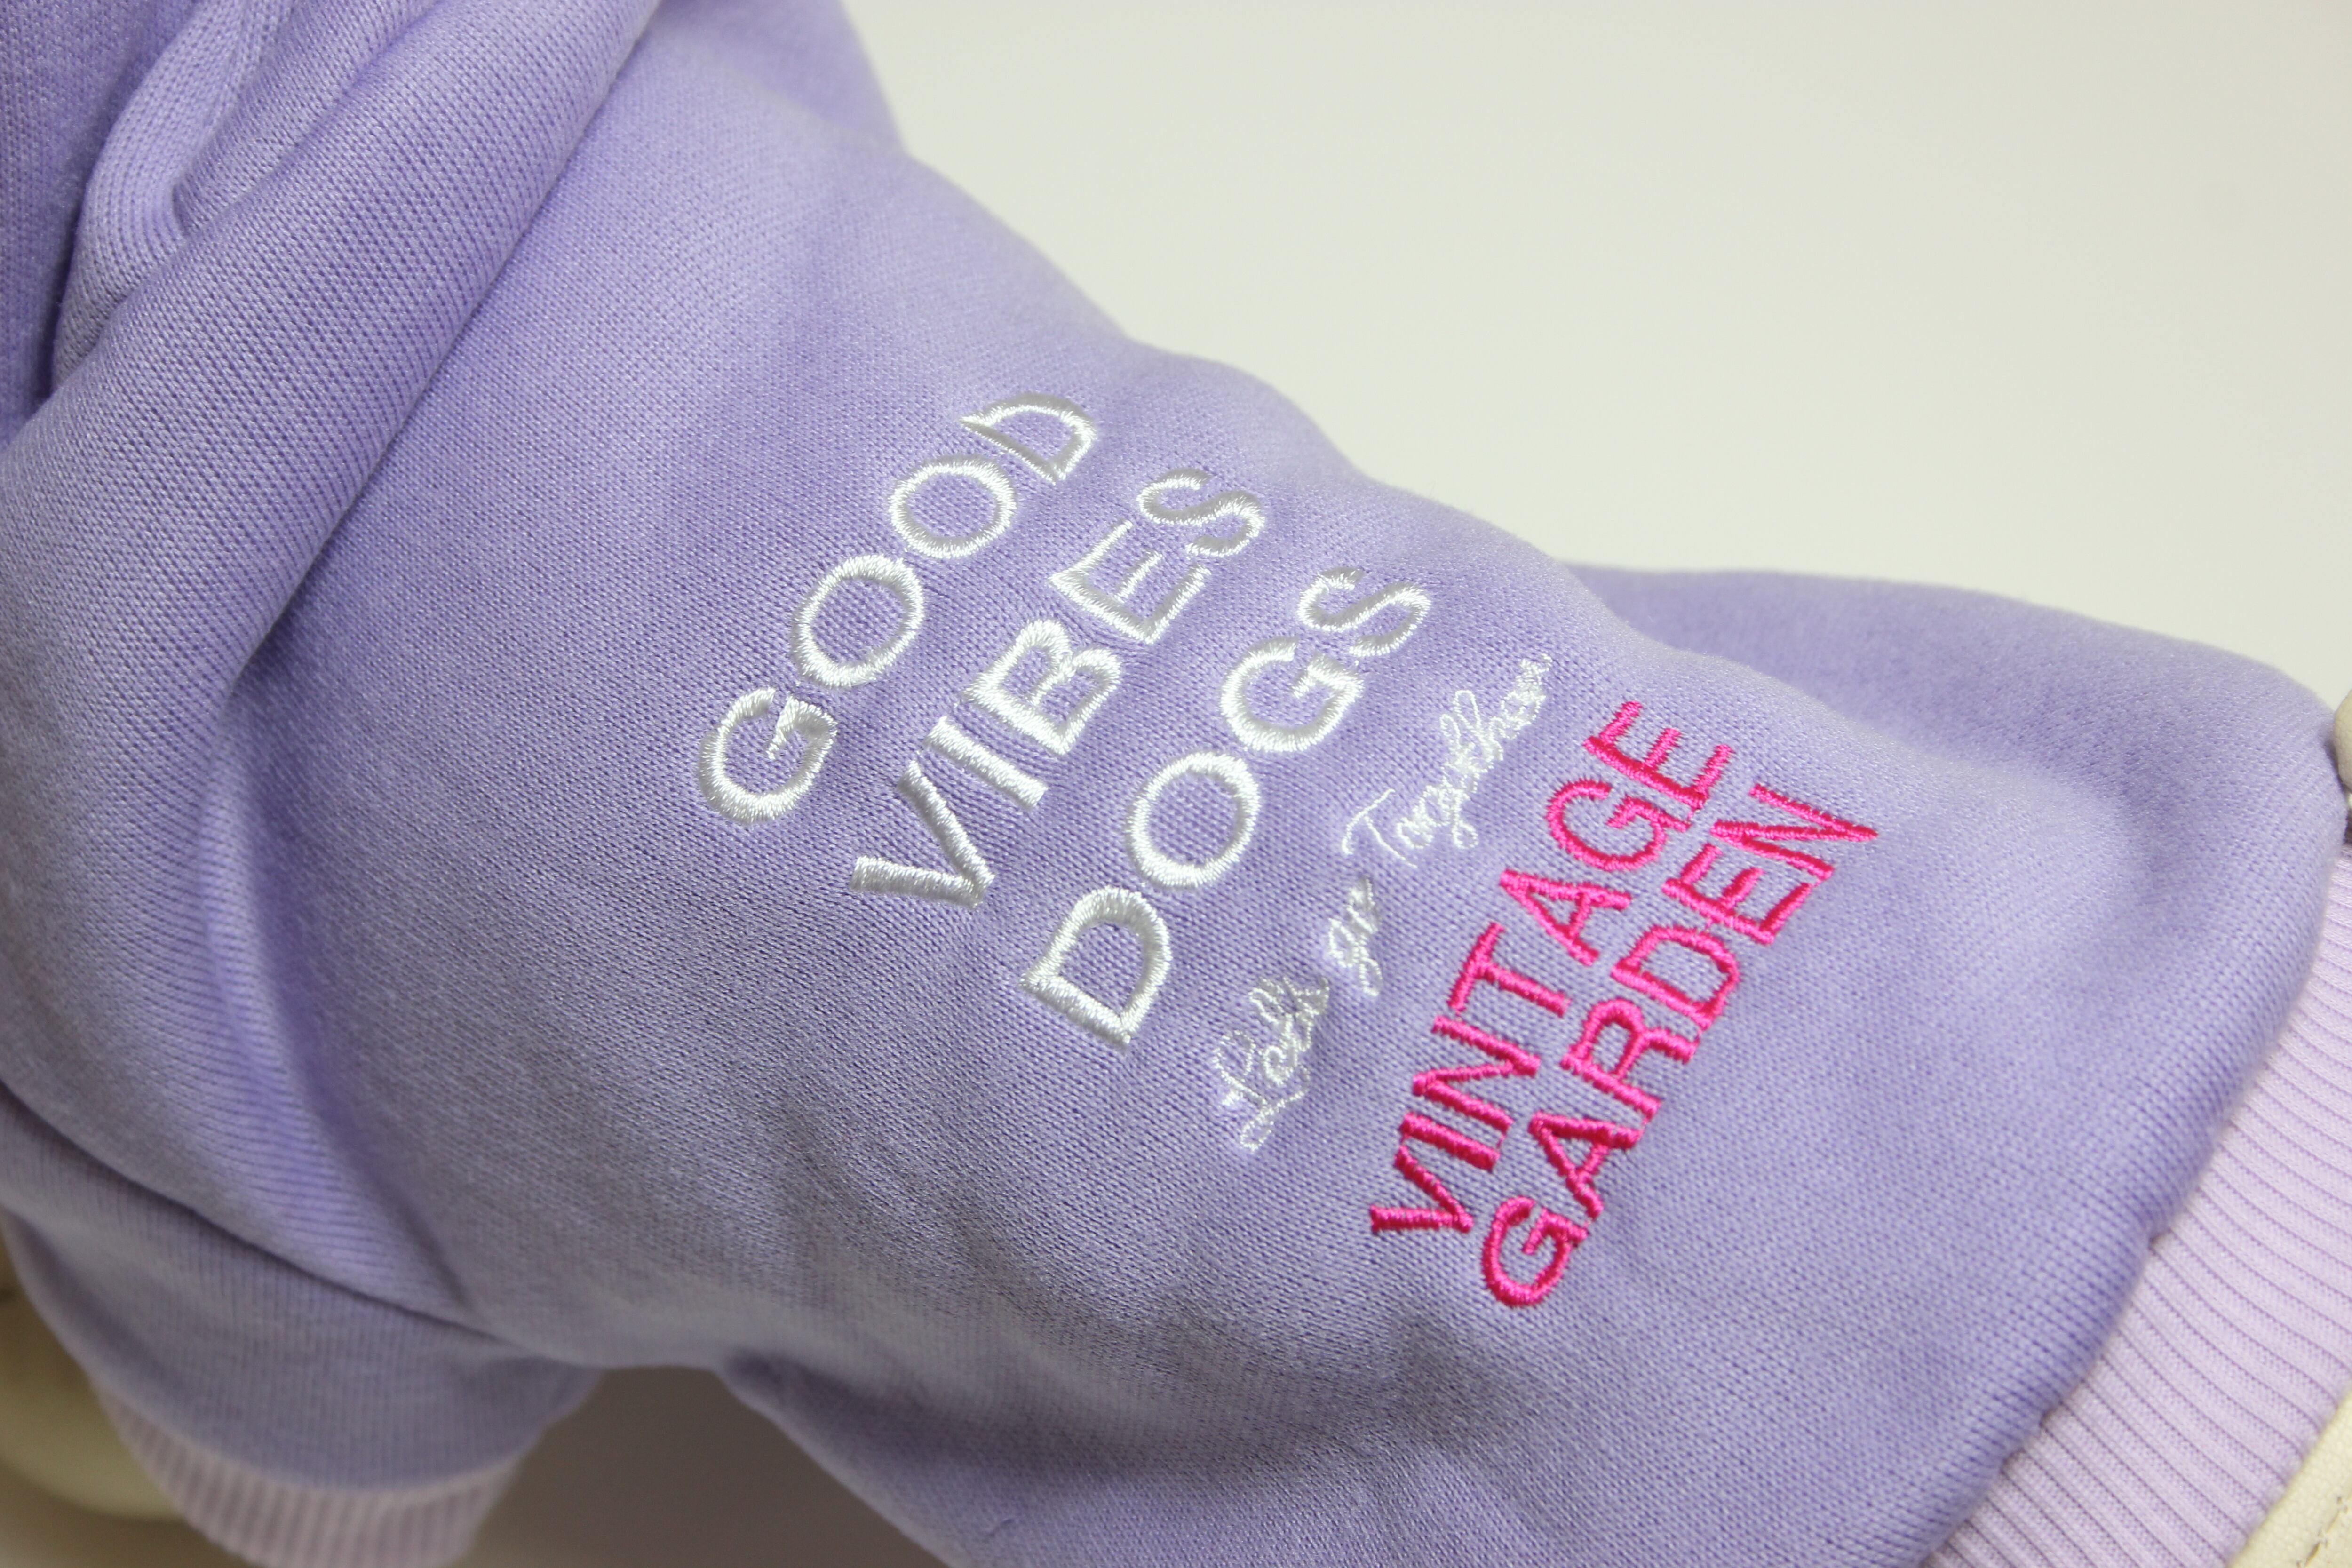 GOOD
VIBES
DOGS
Let's go Together
VINTAGE
GARDEN